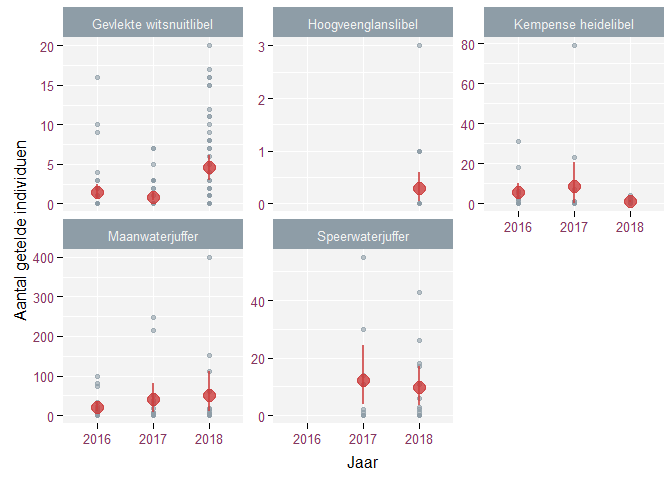 Gevlekte witsnuitlibel
Hoogveenglanslibel
Kempense heidelibel
20
15
10
5
0
3
2
1
0
80
60
40
20
0
2016 2017 2018
Maanwaterjuffer
Speerwaterjuffer
400
300
200
100
0
40
20
0
2016 2017 2018
2016 2017 2018
Aantal getelde individuen
Jaar